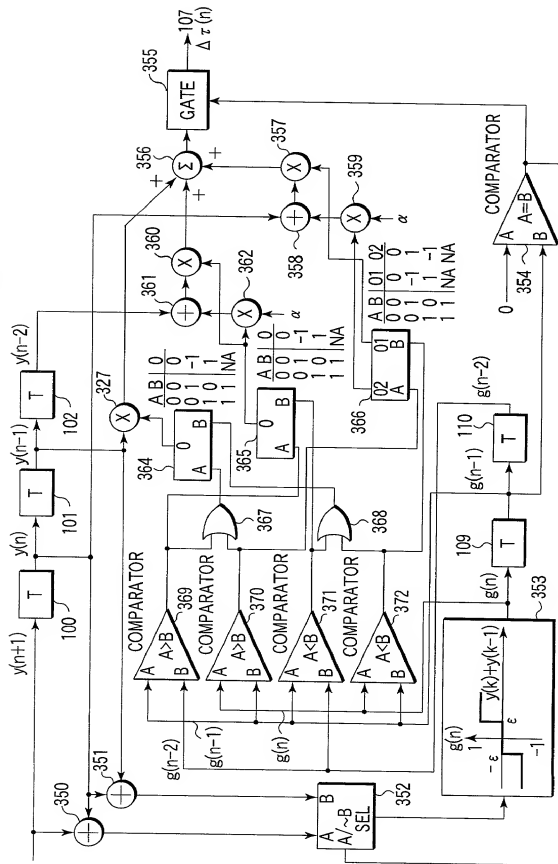 y(n+1)
T
100
y(n)
T
101
y(n-1)
T
102
y(n-2)
107
Δτ(n)
355
GATE
356
Σ
+
+
+
327
X
360
X
361
+
362
X
α
357
X
358
+
359
X
α
COMPARATOR
A
A=B
B
354
0
364
A
0
B
A B 0
0 0 0
0 1 -1
1 0 1
1 1 NA
365
A
0
B
A B 0
0 0 0
0 1 -1
1 0 1
1 1 NA
366
02 01
A B
A B 01 02
0 0 0 0
0 1 -1 1
1 0 1 -1
1 1 NA NA
367
368
COMPARATOR
A
A>B
B
369
COMPARATOR
A
A>B
B
370
COMPARATOR
A
A<B
B
371
COMPARATOR
A
A<B
B
372
g(n-2)
g(n-1)
g(n)
350
+
351
+
352
A B
A/~B
SEL
353
g(n)
1
-ε
ε
y(k)+y(k-1)
-1
g(n)
109
T
g(n-1)
110
T
g(n-2)